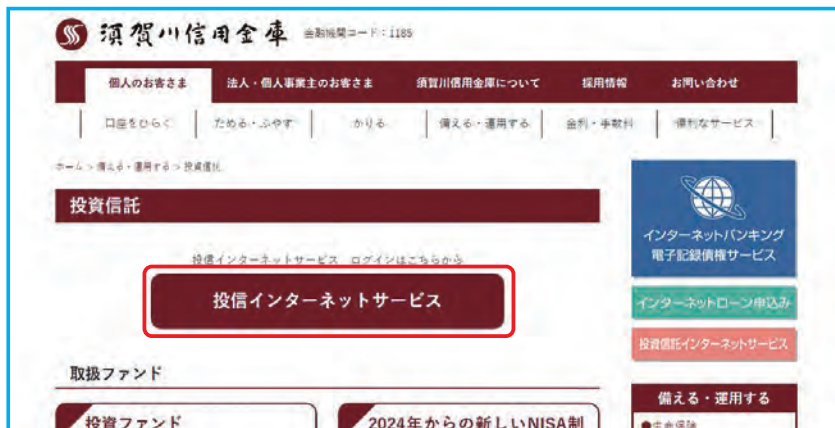 須賀川信用金庫 金融機関コード：1185
個人のお客さま 法人・個人事業主のお客さま 須賀川信用金庫について 採用情報 お問い合わせ
口座をひらく ためる・ふやす かりる 備える・運用する 金利・手数料 便利なサービス
ホーム > 備える・運用する > 投資信託
投資信託
投信インターネットサービス ログインはこちらから
投信インターネットサービス
取扱ファンド
投資ファンド
2024年からの新しいNISA制
インターネットバンキング
電子記録債権サービス
インターネットローン申込み
投資信託インターネットサービス
備える・運用する
●生命保険